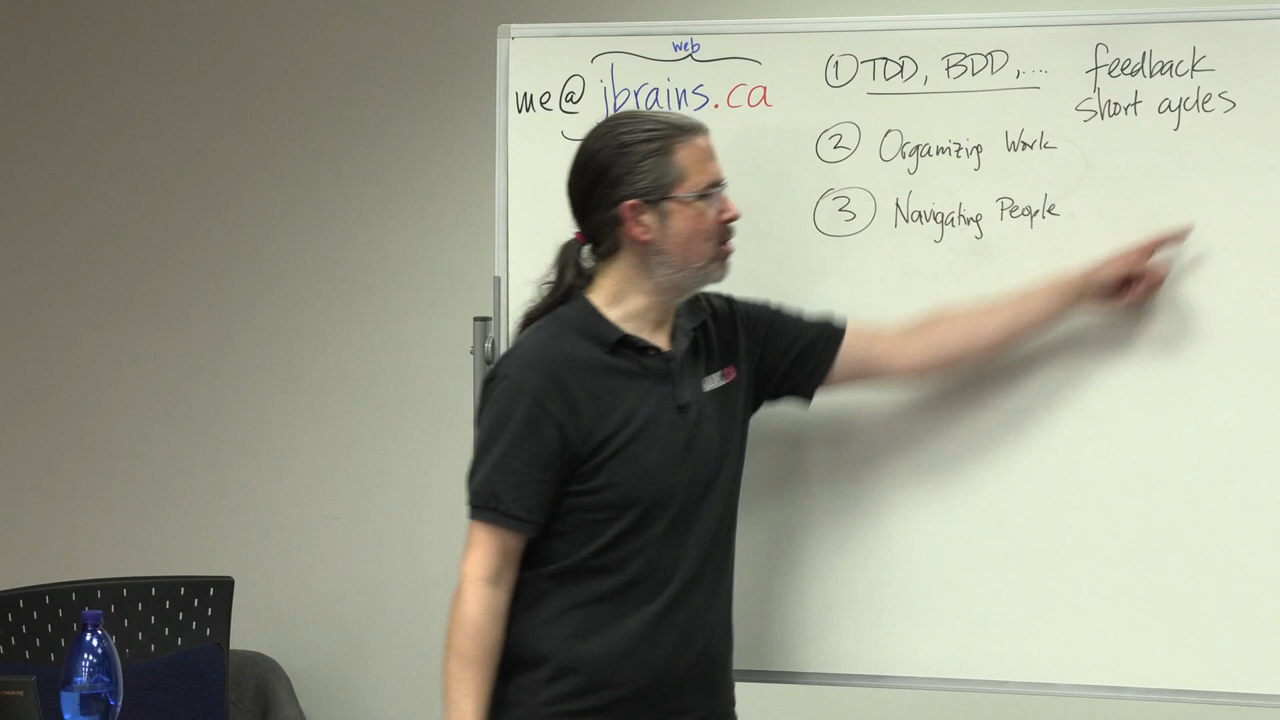 web
me@jbrains.ca
① TDD, BDD, ....
② Organizing Work
③ Navigating People
feedback
short cycles